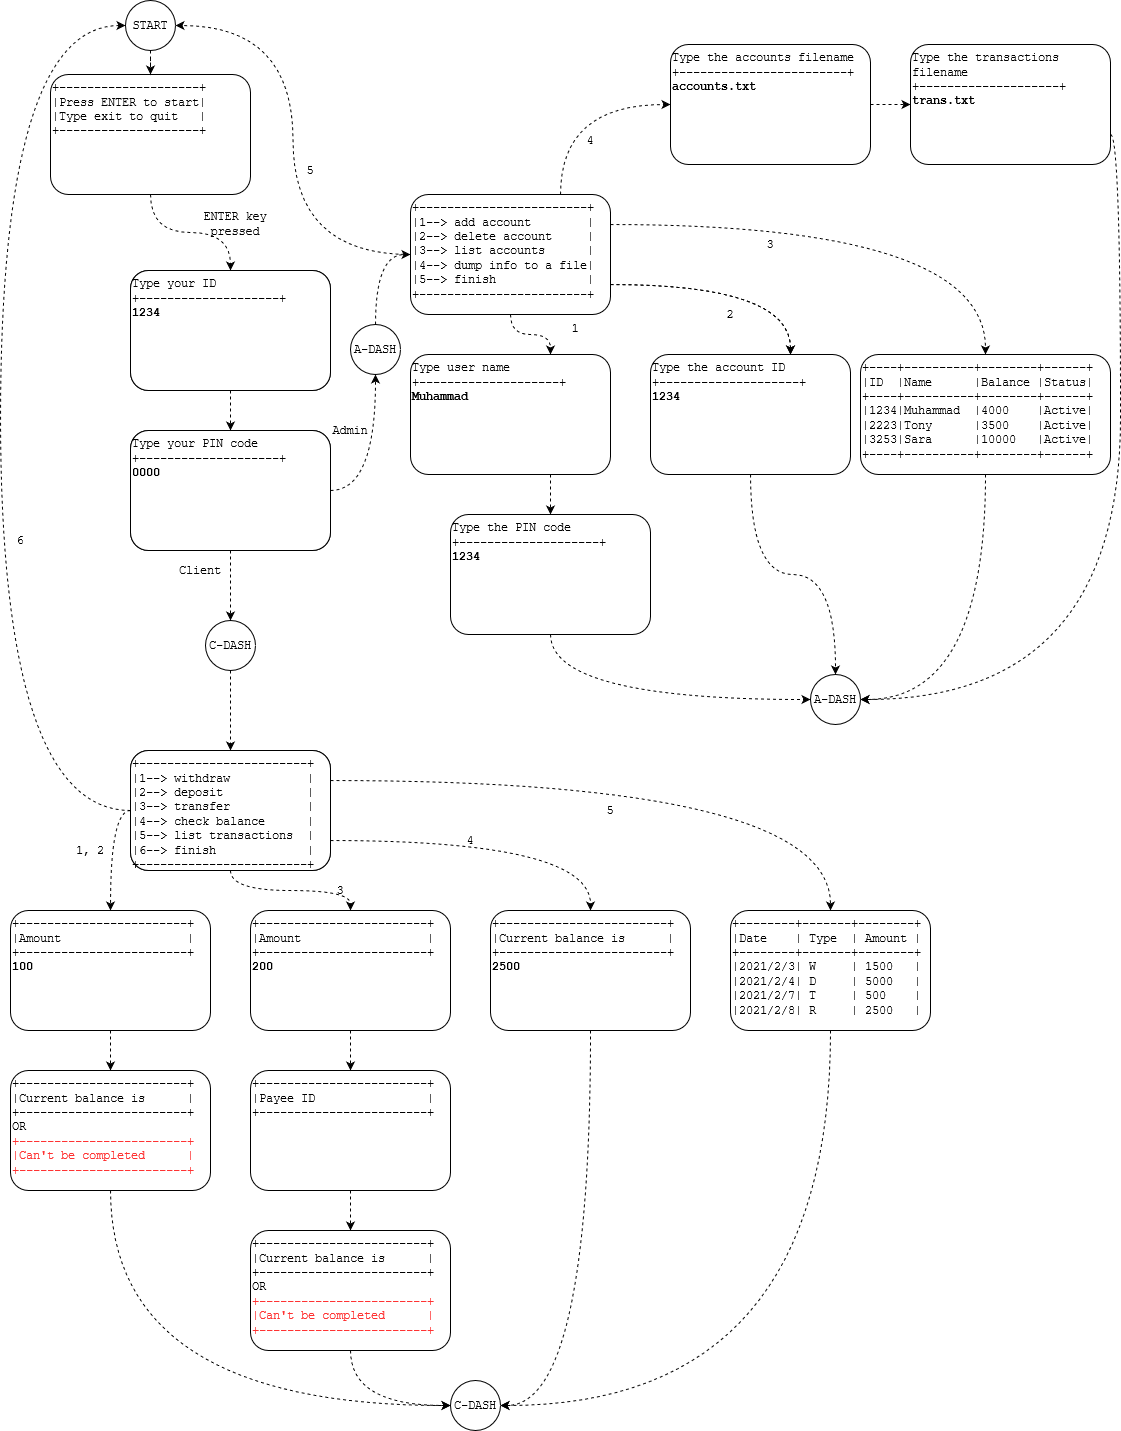 START
+--------------------+
|Press ENTER to start|
|Type exit to quit   |
+--------------------+
ENTER key
pressed
Type your ID
+--------------------+
1234
Type your PIN code
+--------------------+
0000
Admin
A-DASH
Client
C-DASH
5
4
Type the accounts filename
+------------------------+
accounts.txt
Type the transactions
filename
+--------------------+
trans.txt
+------------------------+
|1--> add account        |
|2--> delete account     |
|3--> list accounts      |
|4--> dump info to a file|
|5--> finish             |
+------------------------+
3
2
1
Type user name
+--------------------+
Muhammad
Type the PIN code
+--------------------+
1234
Type the account ID
+--------------------+
1234
+----+----------+--------+------+
|ID  |Name      |Balance |Status|
+----+----------+--------+------+
|1234|Muhammad  |4000    |Active|
|2223|Tony      |3500    |Active|
|3253|Sara      |10000   |Active|
+----+----------+--------+------+
A-DASH
6
+------------------------+
|1--> withdraw           |
|2--> deposit            |
|3--> transfer           |
|4--> check balance      |
|5--> list transactions  |
|6--> finish             |
+------------------------+
1, 2
3
4
5
+------------------------+
|Amount                  |
+------------------------+
100
+------------------------+
|Current balance is      |
+------------------------+
OR
+------------------------+
|Can't be completed      |
+------------------------+
+------------------------+
|Amount                  |
+------------------------+
200
+------------------------+
|Payee ID                |
+------------------------+
+------------------------+
|Current balance is      |
+------------------------+
OR
+------------------------+
|Can't be completed      |
+------------------------+
+------------------------+
|Current balance is      |
+------------------------+
2500
+--------+-------+--------+
|Date    | Type  | Amount |
+--------+-------+--------+
|2021/2/3| W     | 1500   |
|2021/2/4| D     | 5000   |
|2021/2/7| T     | 500    |
|2021/2/8| R     | 2500   |
C-DASH